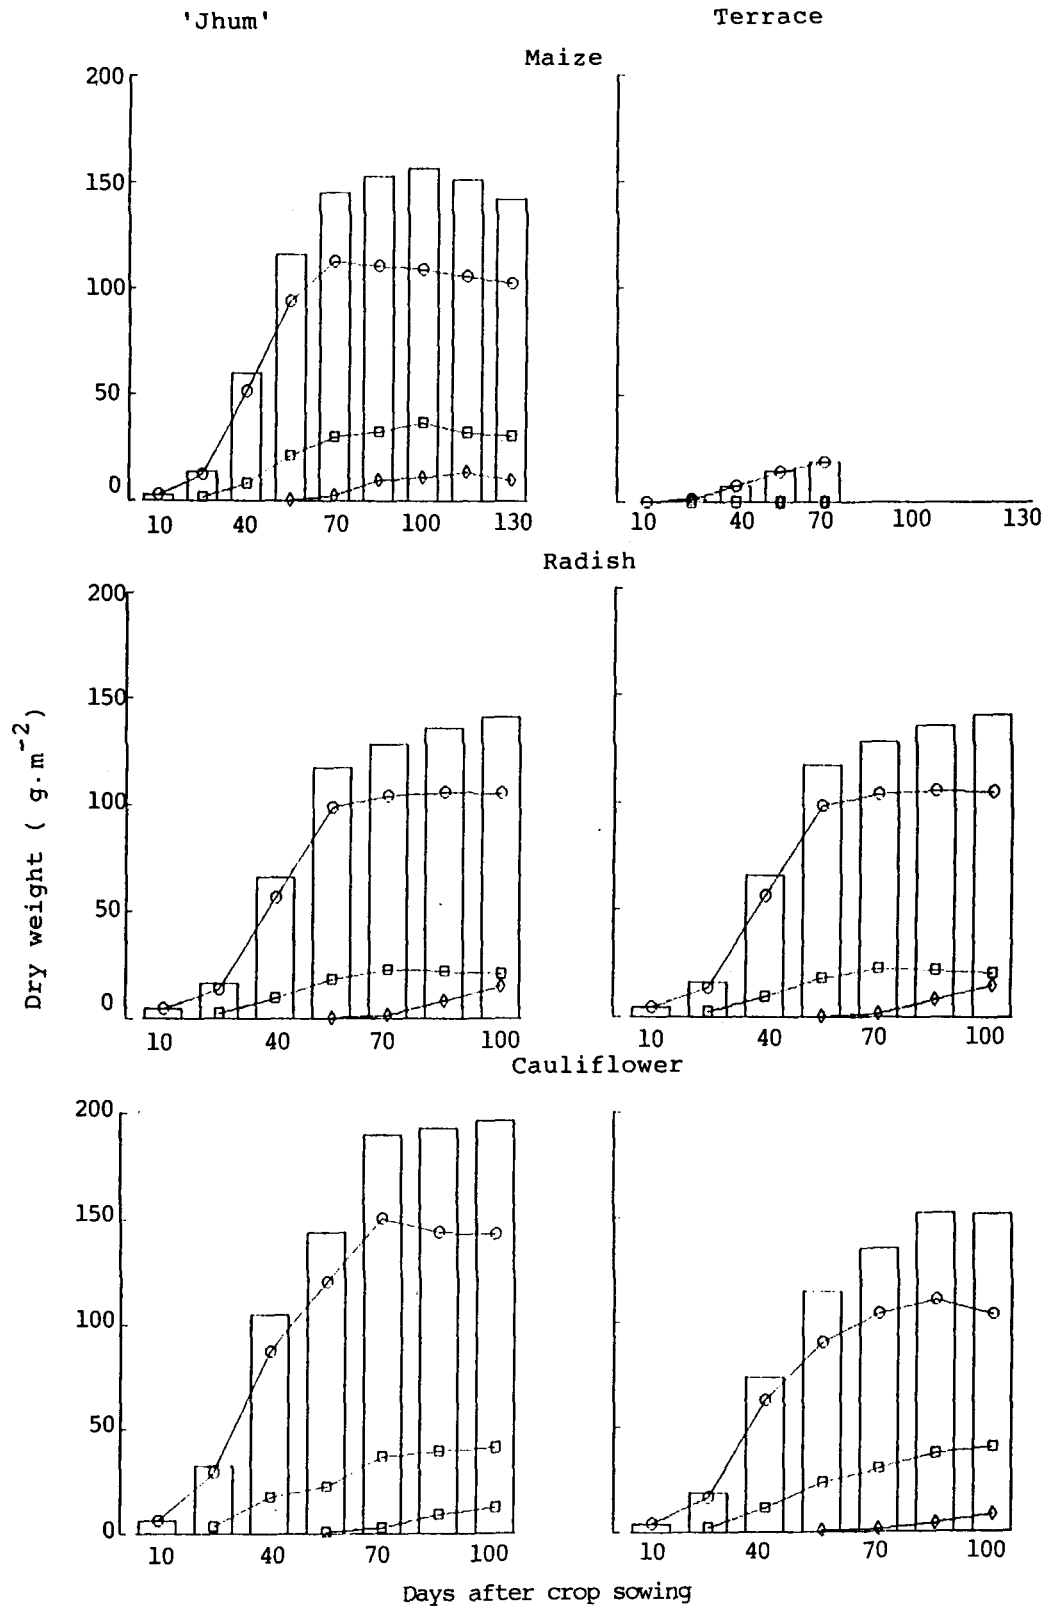 'Jhum' Terrace
Maize
200
150
100
50
0
10 40 70 100 130 10 40 70 100 130
Radish
200
150
100
50
0
10 40 70 100 10 40 70 100
Cauliflower
200
150
100
50
0
10 40 70 100 10 40 70 100
Dry weight ( g.m⁻²)
Days after crop sowing